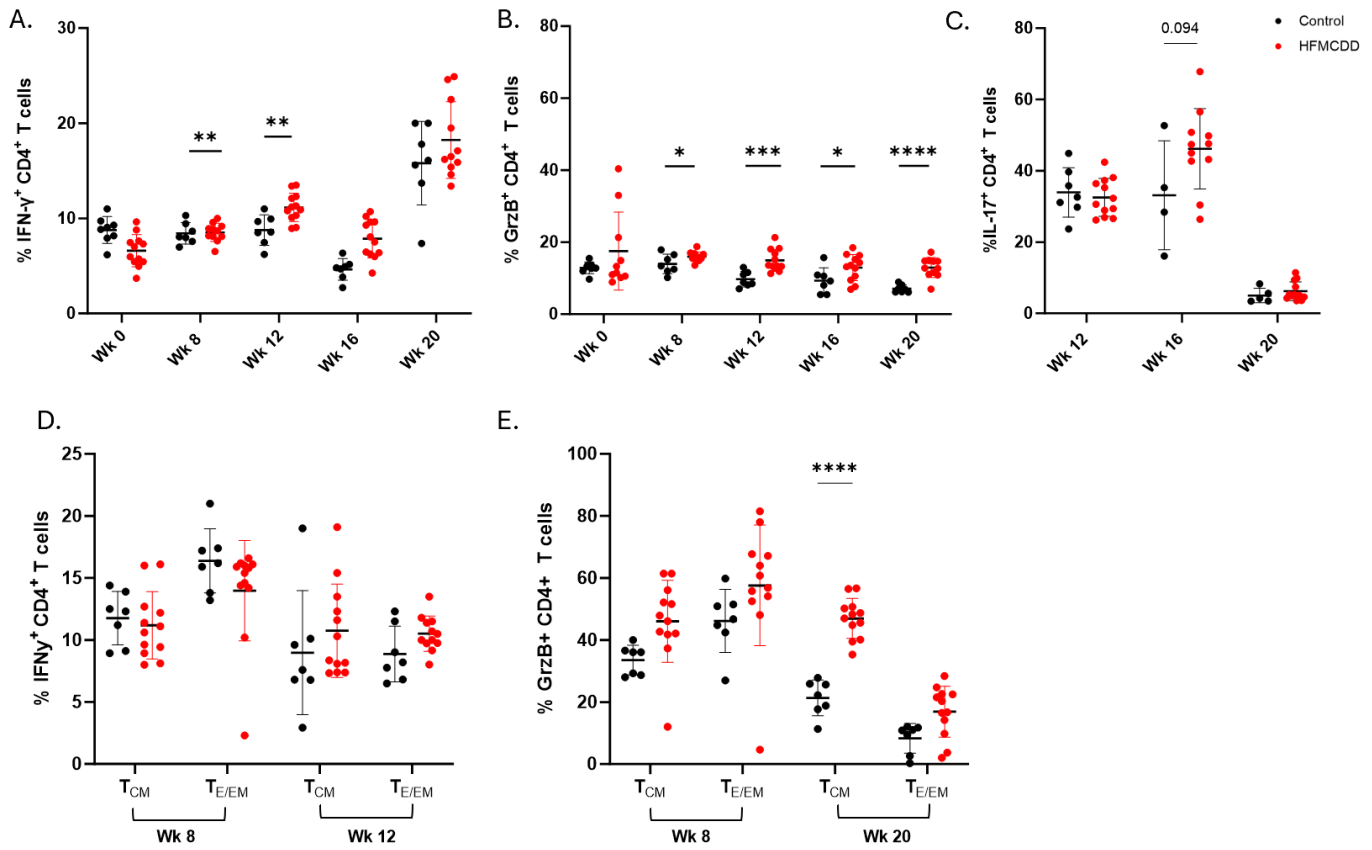 A.
% IFN-γ⁺ CD4⁺ T cells
30
20
10
0
** **
Wk 0 Wk 8 Wk 12 Wk 16 Wk 20
B.
% GrzB⁺ CD4⁺ T cells
80
60
40
20
0
* *** * ****
Wk 0 Wk 8 Wk 12 Wk 16 Wk 20
C.
%IL-17⁺ CD4⁺ T cells
80
60
40
20
0
0.094
Wk 12 Wk 16 Wk 20
Control
HFMCDD
D.
% IFNy⁺ CD4⁺ T cells
25
20
15
10
5
0
TCM TE/EM TCM TE/EM
Wk 8 Wk 12
E.
% GrzB+ CD4+ T cells
100
80
60
40
20
0
****
TCM TE/EM TCM TE/EM
Wk 8 Wk 20